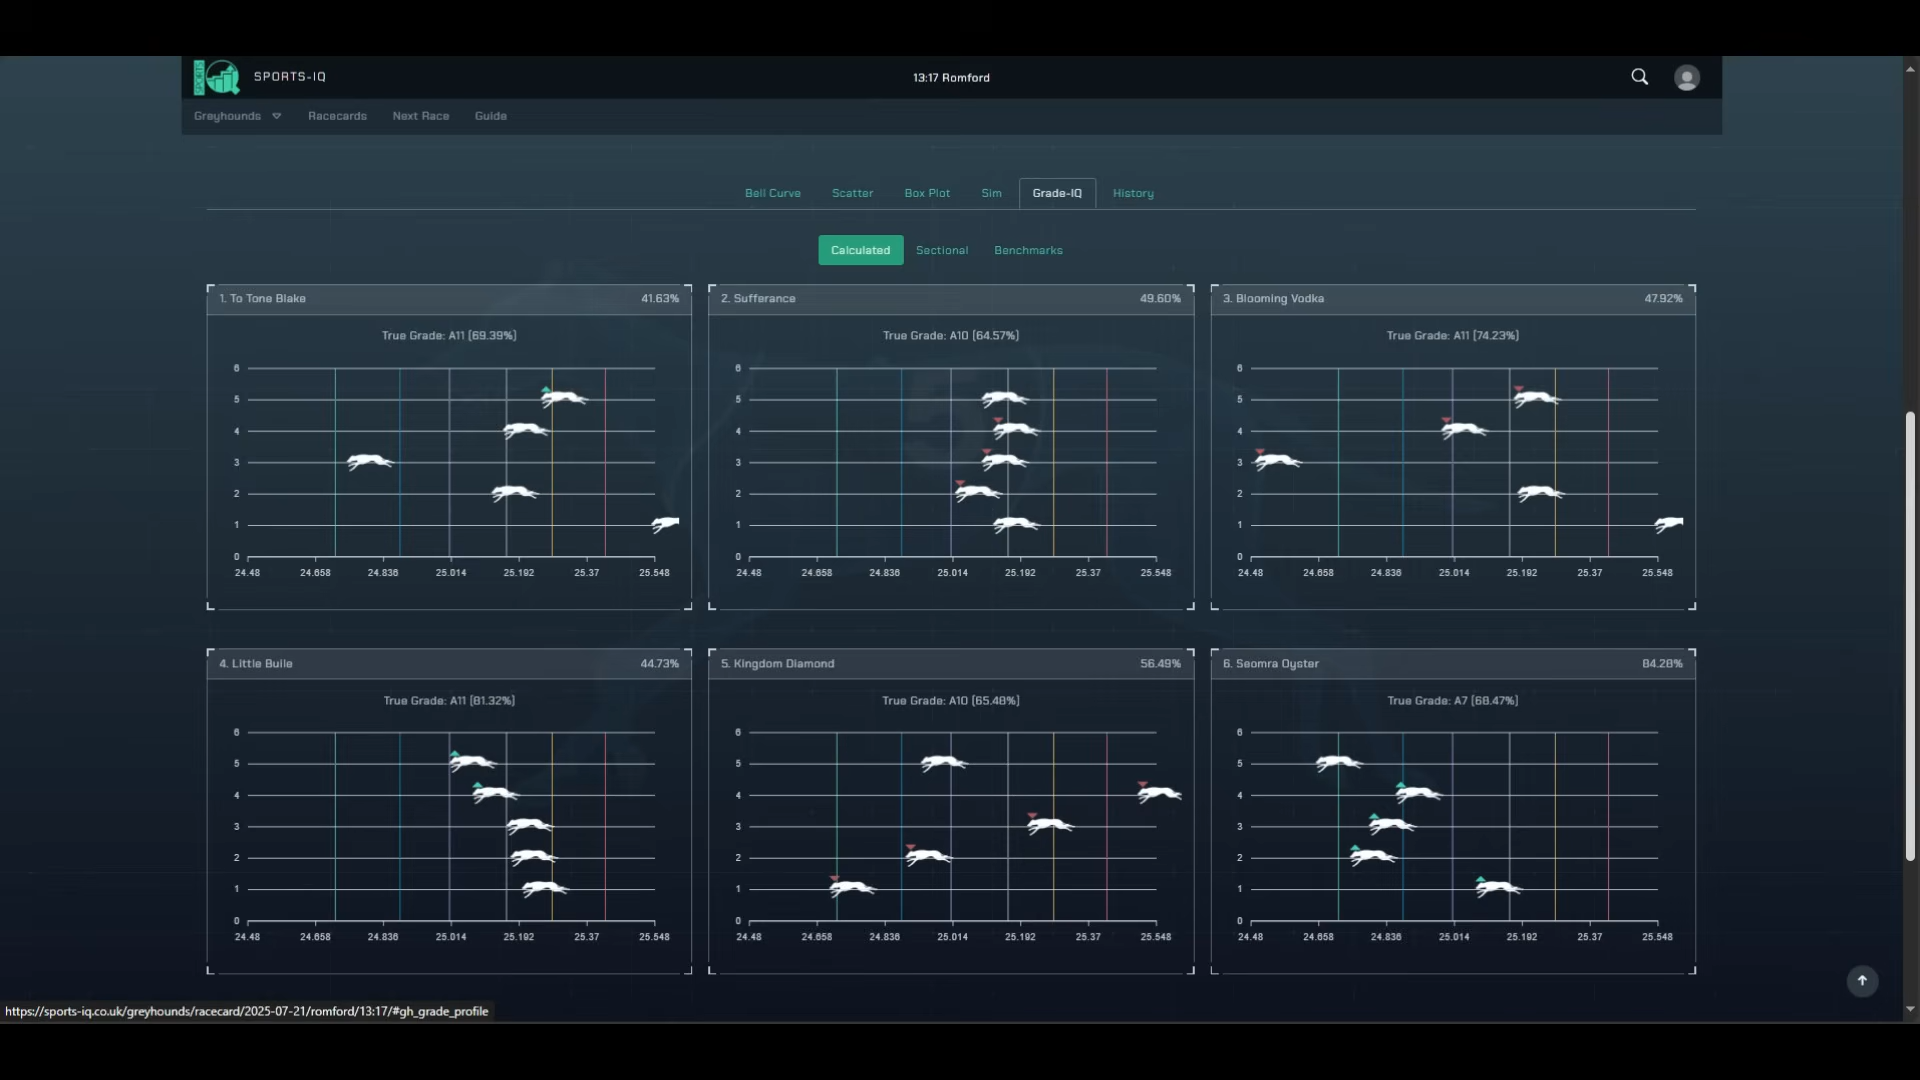 SPORTS
SPORTS-IQ
13:17 Romford
Greyhounds Racecards Next Race Guide
Bell Curve Scatter Box Plot Sim Grade-IQ History
Calculated Sectional Benchmarks
1. To Tone Blake 41.63%
True Grade: A11 (69.39%)
6
5
4
3
2
1
0
24.48 24.658 24.836 25.014 25.192 25.37 25.548
2. Sufferance 49.60%
True Grade: A10 (64.57%)
6
5
4
3
2
1
0
24.48 24.658 24.836 25.014 25.192 25.37 25.548
3. Blooming Vodka 47.92%
True Grade: A11 (74.23%)
6
5
4
3
2
1
0
24.48 24.658 24.836 25.014 25.192 25.37 25.548
4. Little Buile 44.73%
True Grade: A11 (81.32%)
6
5
4
3
2
1
0
24.48 24.658 24.836 25.014 25.192 25.37 25.548
5. Kingdom Diamond 56.49%
True Grade: A10 (65.48%)
6
5
4
3
2
1
0
24.48 24.658 24.836 25.014 25.192 25.37 25.548
6. Seomra Oyster 84.28%
True Grade: A7 (68.47%)
6
5
4
3
2
1
0
24.48 24.658 24.836 25.014 25.192 25.37 25.548
https://sports-iq.co.uk/greyhounds/racecard/2025-07-21/romford/13:17/#gh_grade_profile